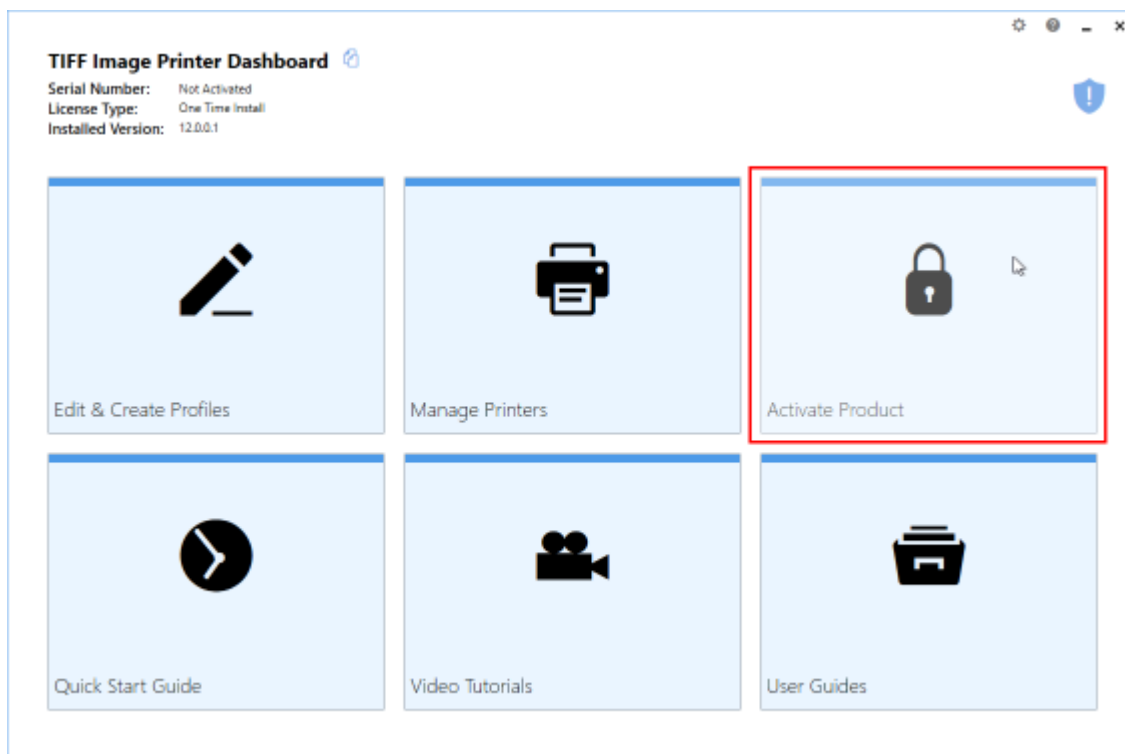 TIFF Image Printer Dashboard
Serial Number: Not Activated
License Type: One Time Install
Installed Version: 12.0.0.1
Edit & Create Profiles
Manage Printers
Activate Product
Quick Start Guide
Video Tutorials
User Guides